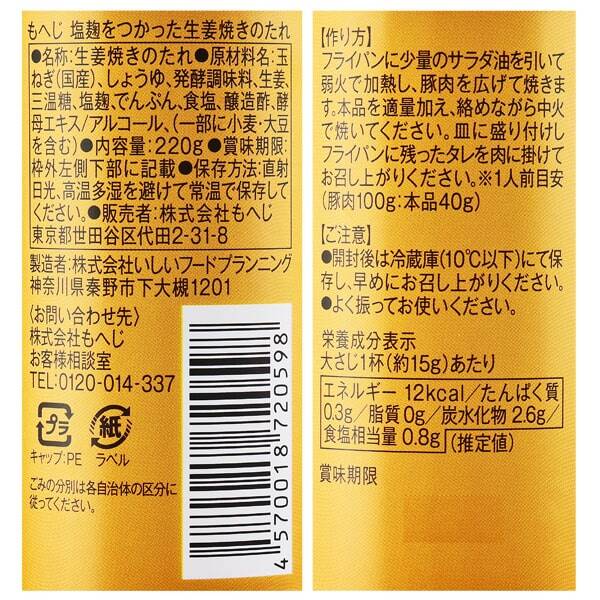 もへじ 塩麹をつかった生姜焼きのたれ
●名称:生姜焼きのたれ●原材料名:玉
ねぎ(国産)、しょうゆ、発酵調味料、生姜、
三温糖、塩麹、でんぷん、食塩、醸造酢、酵
母エキス/アルコール、(一部に小麦・大豆
を含む)●内容量:220g●賞味期限:
枠外左側下部に記載●保存方法:直射
日光、高温多湿を避けて常温で保存して
ください。●販売者:株式会社もへじ
東京都世田谷区代田2-31-8
製造者:株式会社いしいフードプランニング
神奈川県秦野市下大槻1201
〈お問い合わせ先〉
株式会社もへじ
お客様相談室
TEL:0120-014-337
プラ
キャップ:PE
紙
ラベル
ごみの分別は各自治体の区分に
従ってください。
4570018720598
【作り方】
フライパンに少量のサラダ油を引いて
弱火で加熱し、豚肉を広げて焼きま
す。本品を適量加え、絡めながら中火
で焼いてください。皿に盛り付けし
フライパンに残ったタレを肉に掛けて
お召し上がりください。※1人前目安
(豚肉100g:本品40g)
【ご注意】
●開封後は冷蔵庫(10℃以下)にて保
存し、早めにお召し上がりください。
●よく振ってお使いください。
栄養成分表示
大さじ1杯(約15g)あたり
エネルギー 12kcal/たんぱく質
0.3g/脂質 0g/炭水化物 2.6g/
食塩相当量 0.8g (推定値)
賞味期限